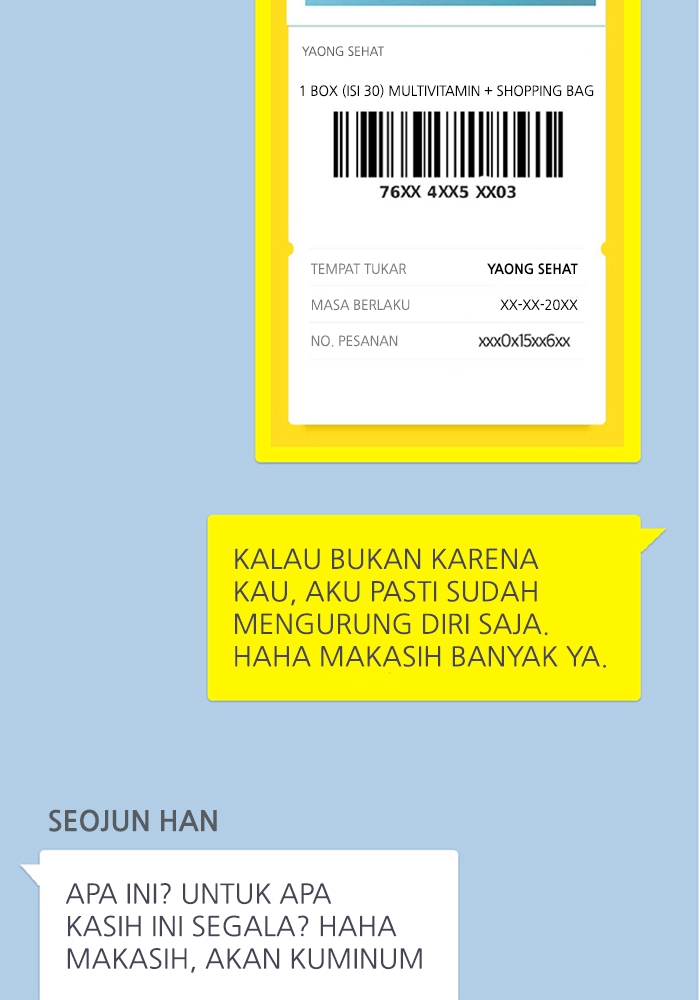 YAONG SEHAT
1 BOX (ISI 30) MULTIVITAMIN + SHOPPING BAG
76XX 4XX5 XX03
TEMPAT TUKAR YAONG SEHAT
MASA BERLAKU XX-XX-20XX
NO. PESANAN xxx0x15xx6xx
KALAU BUKAN KARENA
KAU, AKU PASTI SUDAH
MENGURUNG DIRI SAJA.
HAHA MAKASIH BANYAK YA.
SEOJUN HAN
APA INI? UNTUK APA
KASIH INI SEGALA? HAHA
MAKASIH, AKAN KUMINUM